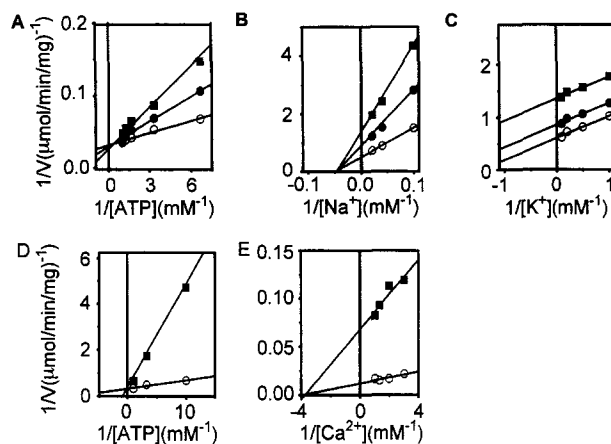 A
B
C
0.2
0.1
0.0
1/V(μmol/min/mg)⁻¹
0 3 6
1/[ATP](mM⁻¹)
4
2
0
-0.1 0.0 0.1
1/[Na⁺](mM⁻¹)
2
1
0
-1 0 1
1/[K⁺](mM⁻¹)
D
E
6
4
2
0
1/V(μmol/min/mg)⁻¹
0 10
1/[ATP](mM⁻¹)
0.15
0.10
0.05
0.00
-4 0 4
1/[Ca²⁺](mM⁻¹)